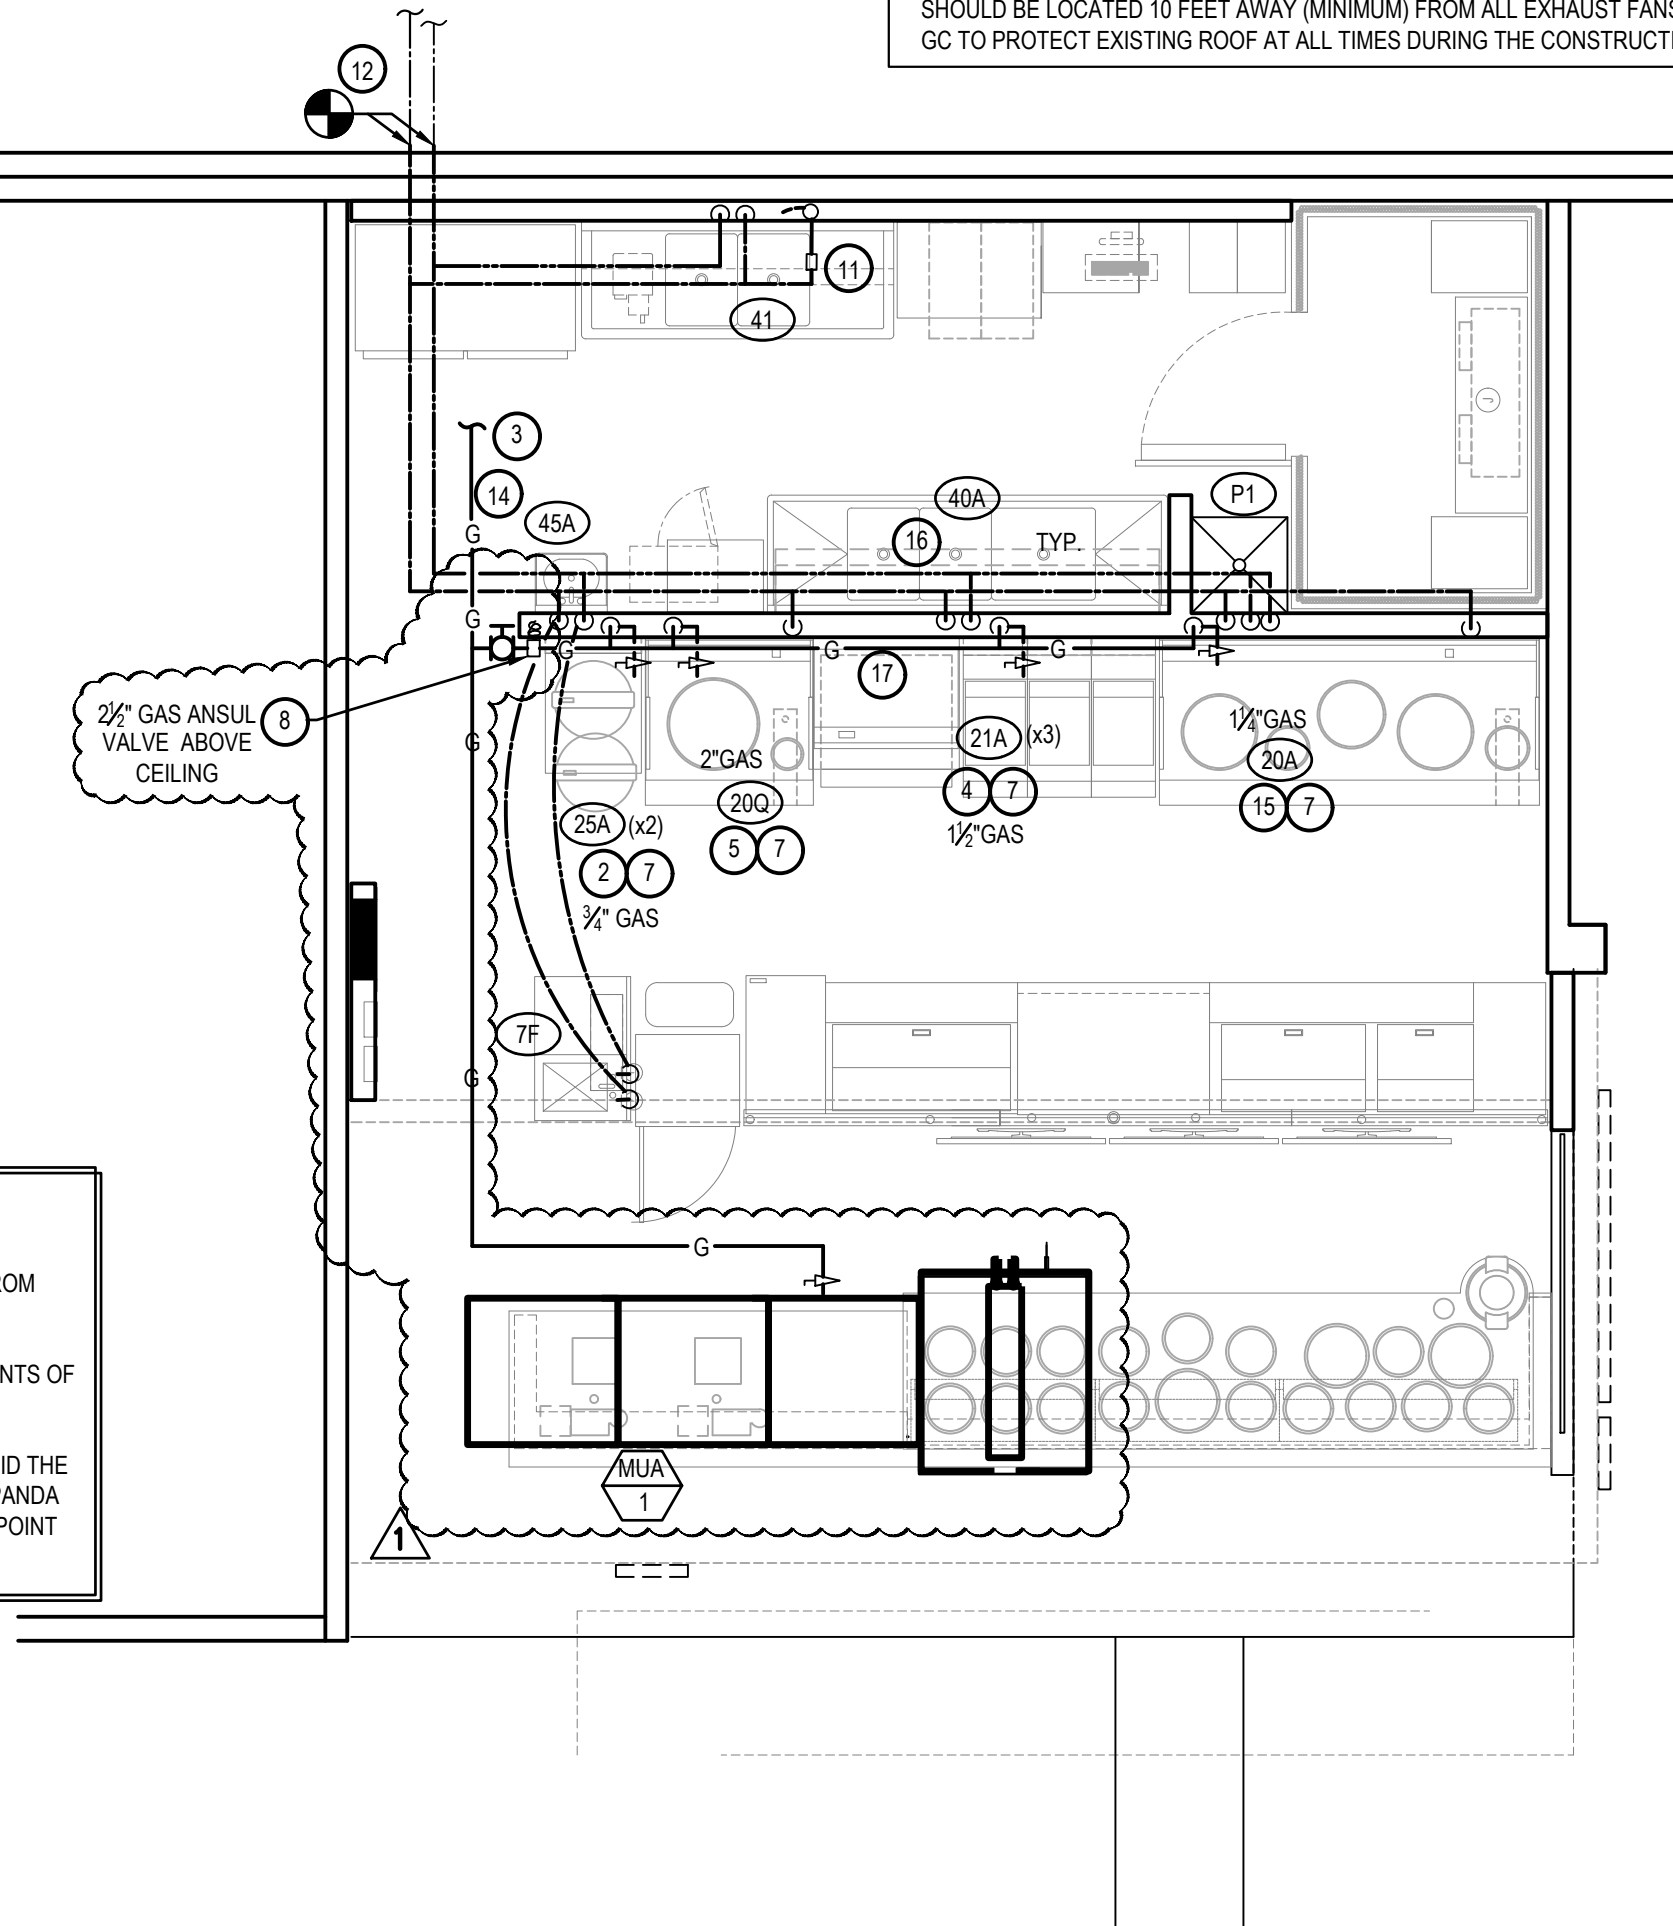 SHOULD BE LOCATED 10 FEET AWAY (MINIMUM) FROM ALL EXHAUST FANS
GC TO PROTECT EXISTING ROOF AT ALL TIMES DURING THE CONSTRUCTI
12
11
41
3
14
G
45A
40A
16
TYP.
P1
J
G
G
G
G
17
2½" GAS ANSUL
VALVE ABOVE
CEILING
8
G
2"GAS
20Q
5 7
21A (x3)
4 7
1½"GAS
1¼"GAS
20A
15 7
25A (x2)
2 7
¾" GAS
7F
G
G
ROM
NTS OF
ID THE
PANDA
POINT
MUA
1
1